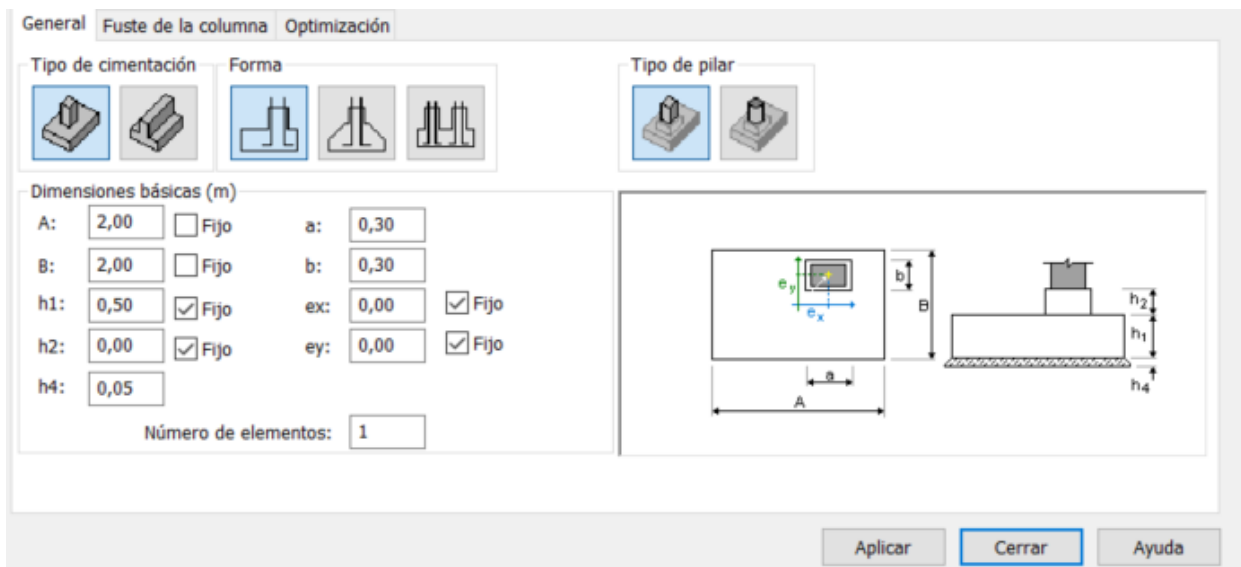 General Fuste de la columna Optimización
Tipo de cimentación Forma Tipo de pilar
Dimensiones básicas (m)
A: 2,00 Fijo a: 0,30
B: 2,00 Fijo b: 0,30
h1: 0,50 Fijo ex: 0,00 Fijo
h2: 0,00 Fijo ey: 0,00 Fijo
h4: 0,05
Número de elementos: 1
e y
e x
b
B
a
A
h2
h1
h4
Aplicar Cerrar Ayuda